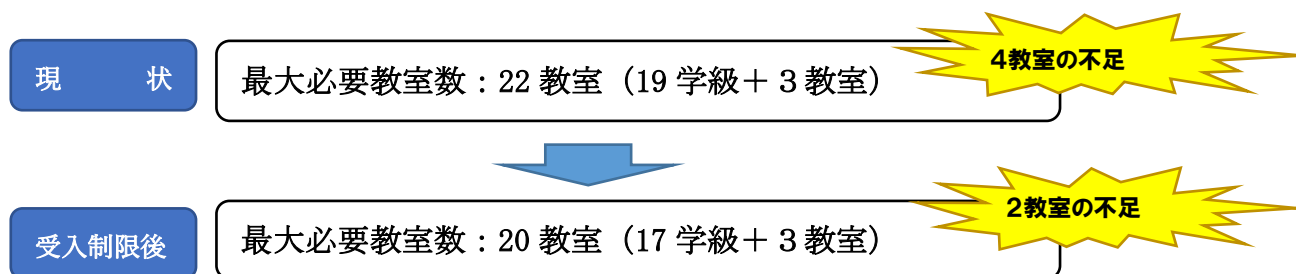 4教室の不足
現　　　状
最大必要教室数：22 教室（19 学級＋３教室）
2教室の不足
受入制限後
最大必要教室数：20 教室（17 学級＋３教室）